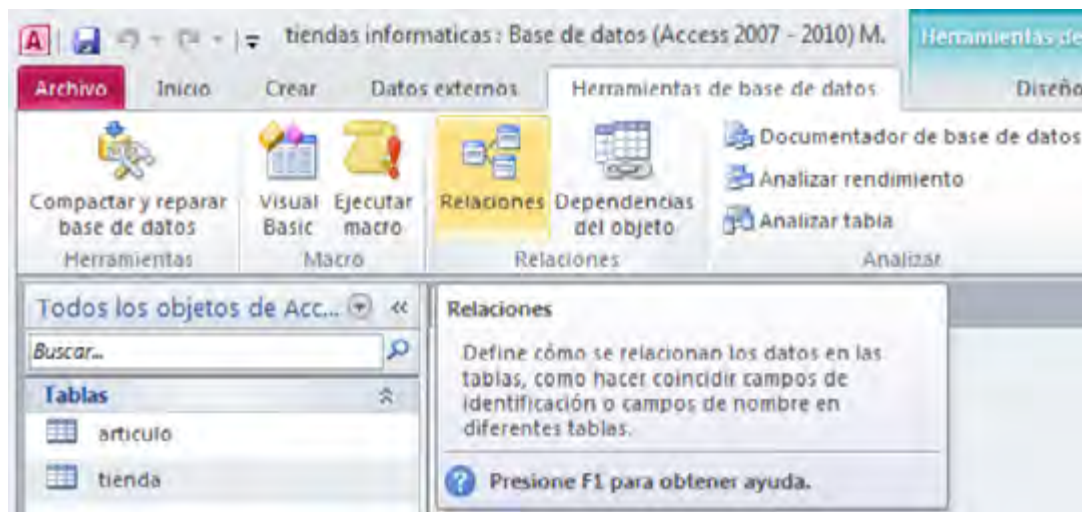 tiendas informaticas : Base de datos (Access 2007 - 2010) M.
Herramientas de
Archivo
Inicio
Crear
Datos externos
Herramientas de base de datos
Diseño
Compactar y reparar
base de datos
Herramientas
Visual
Basic
Ejecutar
macro
Macro
Relaciones
Dependencias
del objeto
Relaciones
Documentador de base de datos
Analizar rendimiento
Analizar tabla
Analizar
Todos los objetos de Acc...
Buscar...
Tablas
articulo
tienda
Relaciones
Define cómo se relacionan los datos en las
tablas, como hacer coincidir campos de
identificación o campos de nombre en
diferentes tablas.
Presione F1 para obtener ayuda.